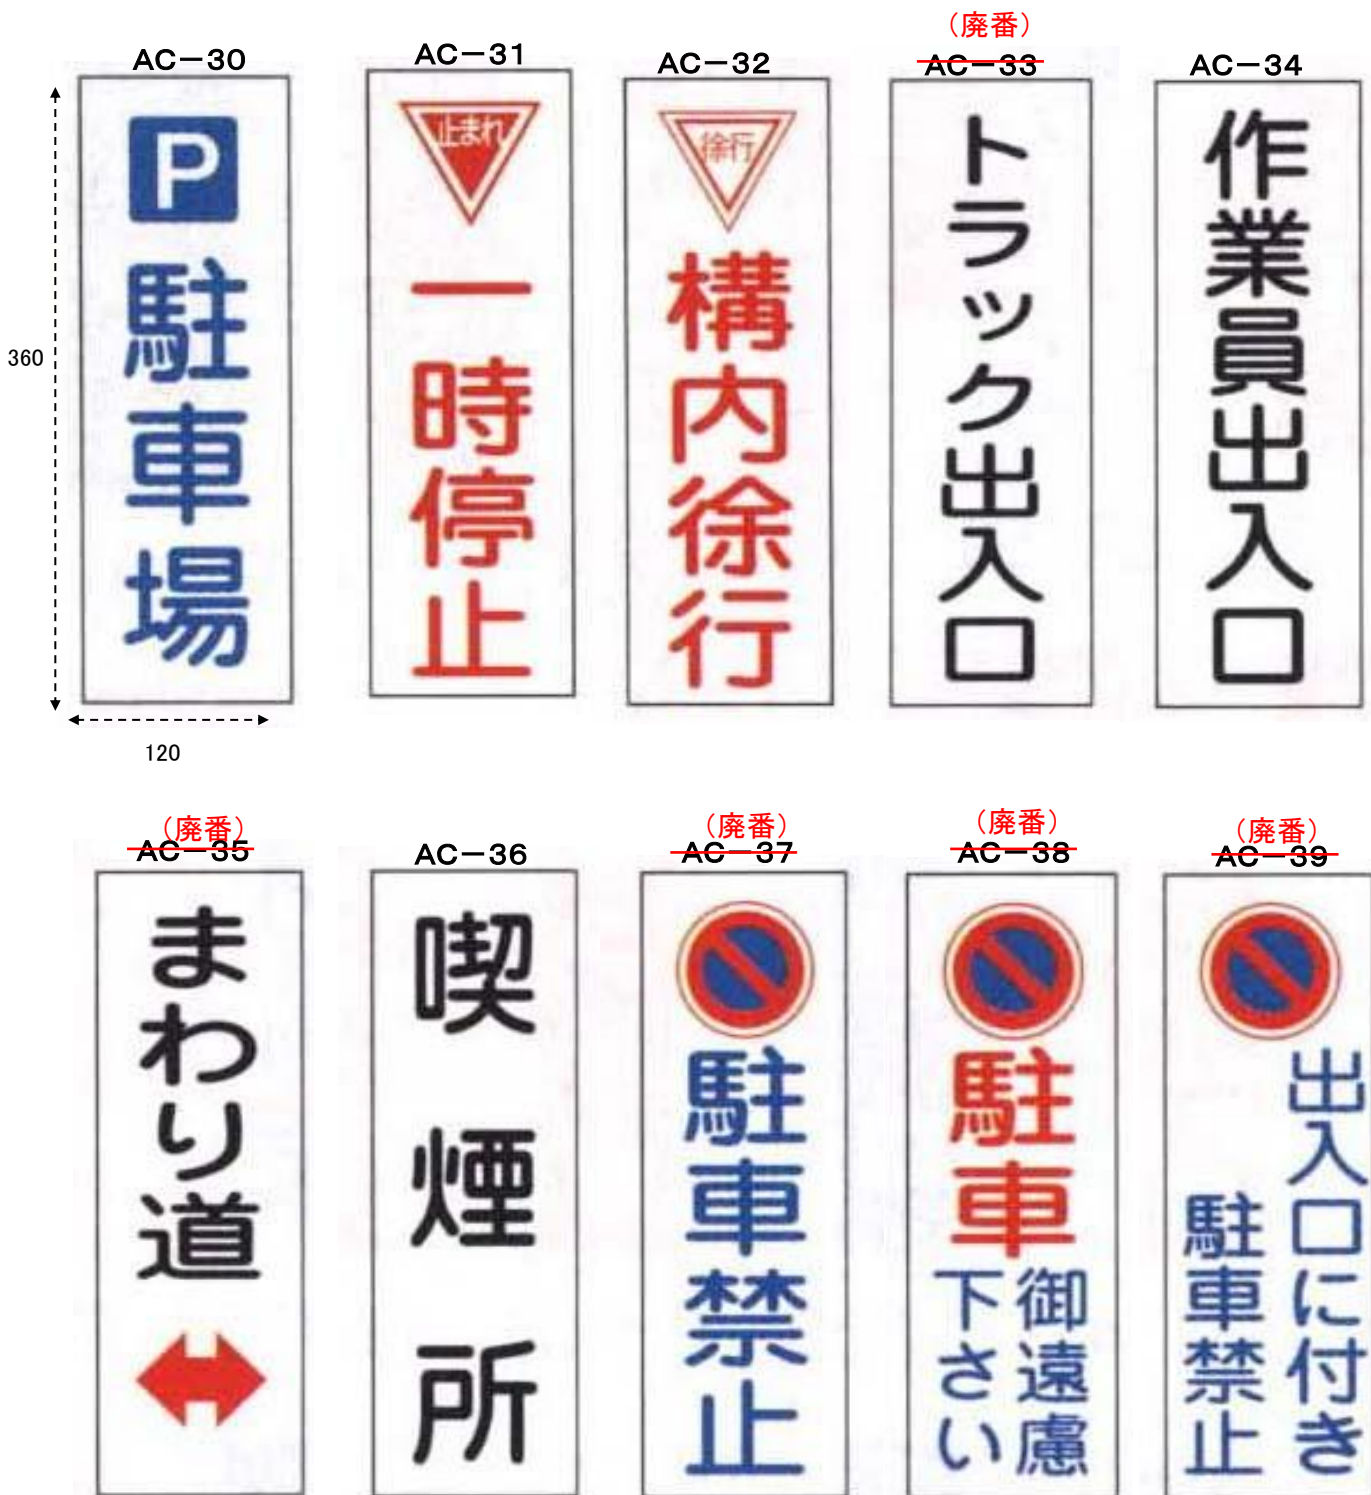 AC-30
P
駐車場
360
120
AC-31
止まれ
一時停止
AC-32
徐行
構内徐行
(廃番)
AC-33
トラック出入口
AC-34
作業員出入口
(廃番)
AC-35
まわり道
AC-36
喫煙所
(廃番)
AC-37
駐車禁止
(廃番)
AC-38
駐車
御遠慮
下さい
(廃番)
AC-39
出入口に付き
駐車禁止